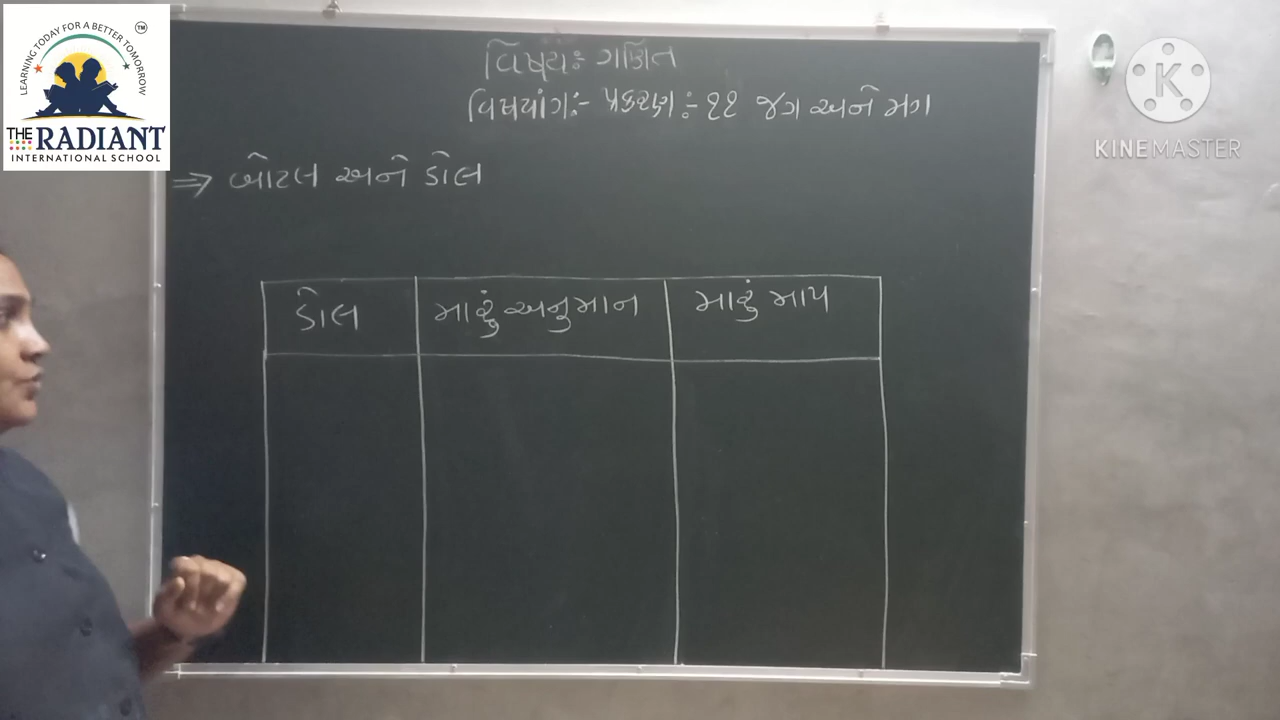 LEARNING TODAY FOR A BETTER TOMORROW
TM
THE RADIANT
INTERNATIONAL SCHOOL
K
KINEMASTER
વિષય:- ગણિત
વિષયાંગ:- પ્રકરણ :- ૧૧ જગ અને મગ
⇒ બોટલ અને ડોલ
ડોલ મારું અનુમાન મારું માપ